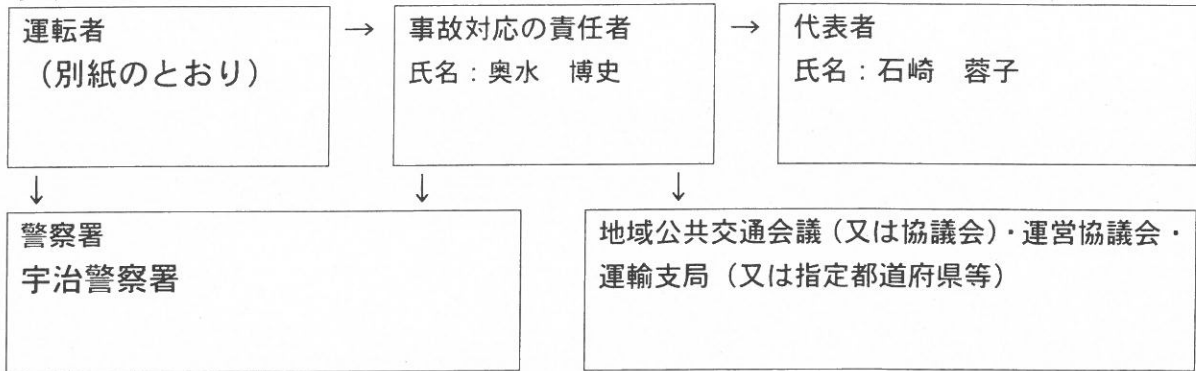 運転者
（別紙のとおり）
→
事故対応の責任者
氏名：奥水　博史
→
代表者
氏名：石崎　蓉子
↓
↓
↓
警察署
宇治警察署
地域公共交通会議（又は協議会）・運営協議会・
運輸支局（又は指定都道府県等）